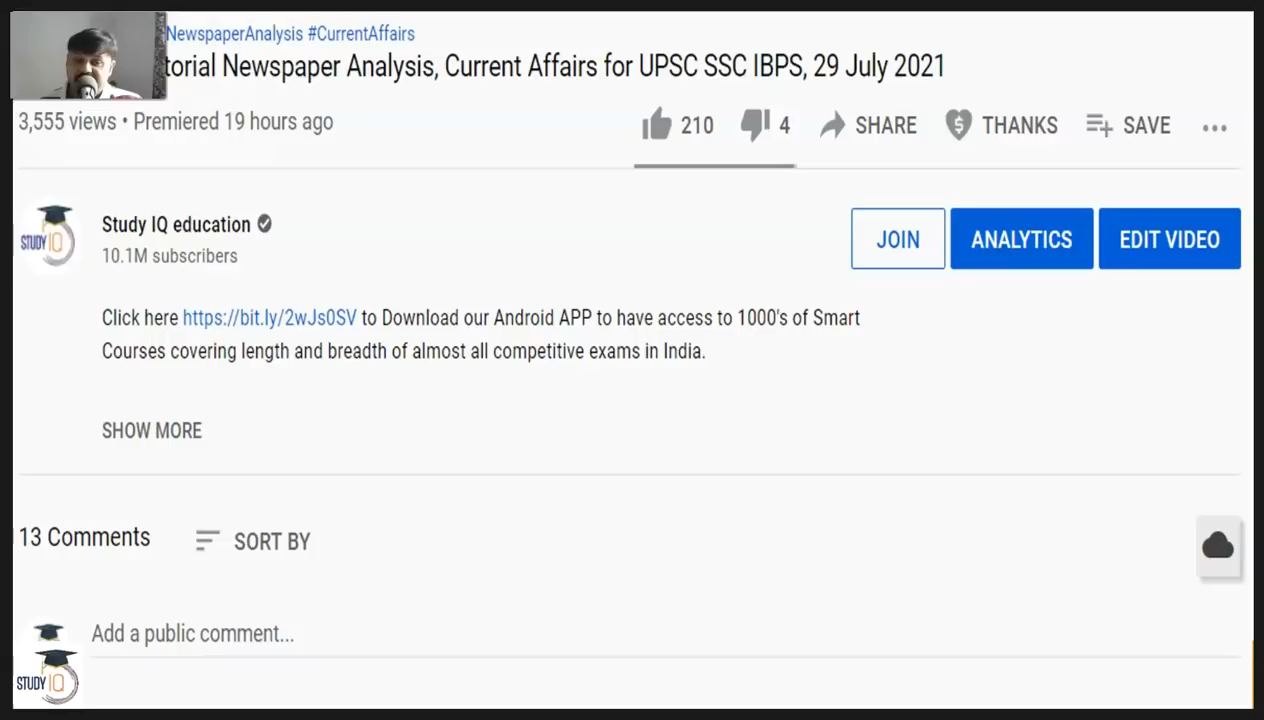 NewspaperAnalysis #CurrentAffairs
torial Newspaper Analysis, Current Affairs for UPSC SSC IBPS, 29 July 2021
3,555 views • Premiered 19 hours ago
210 4 SHARE THANKS SAVE
STUDY IQ
Study IQ education
10.1M subscribers
JOIN ANALYTICS EDIT VIDEO
Click here https://bit.ly/2wJs0SV to Download our Android APP to have access to 1000's of Smart
Courses covering length and breadth of almost all competitive exams in India.
SHOW MORE
13 Comments SORT BY
Add a public comment...
STUDY IQ